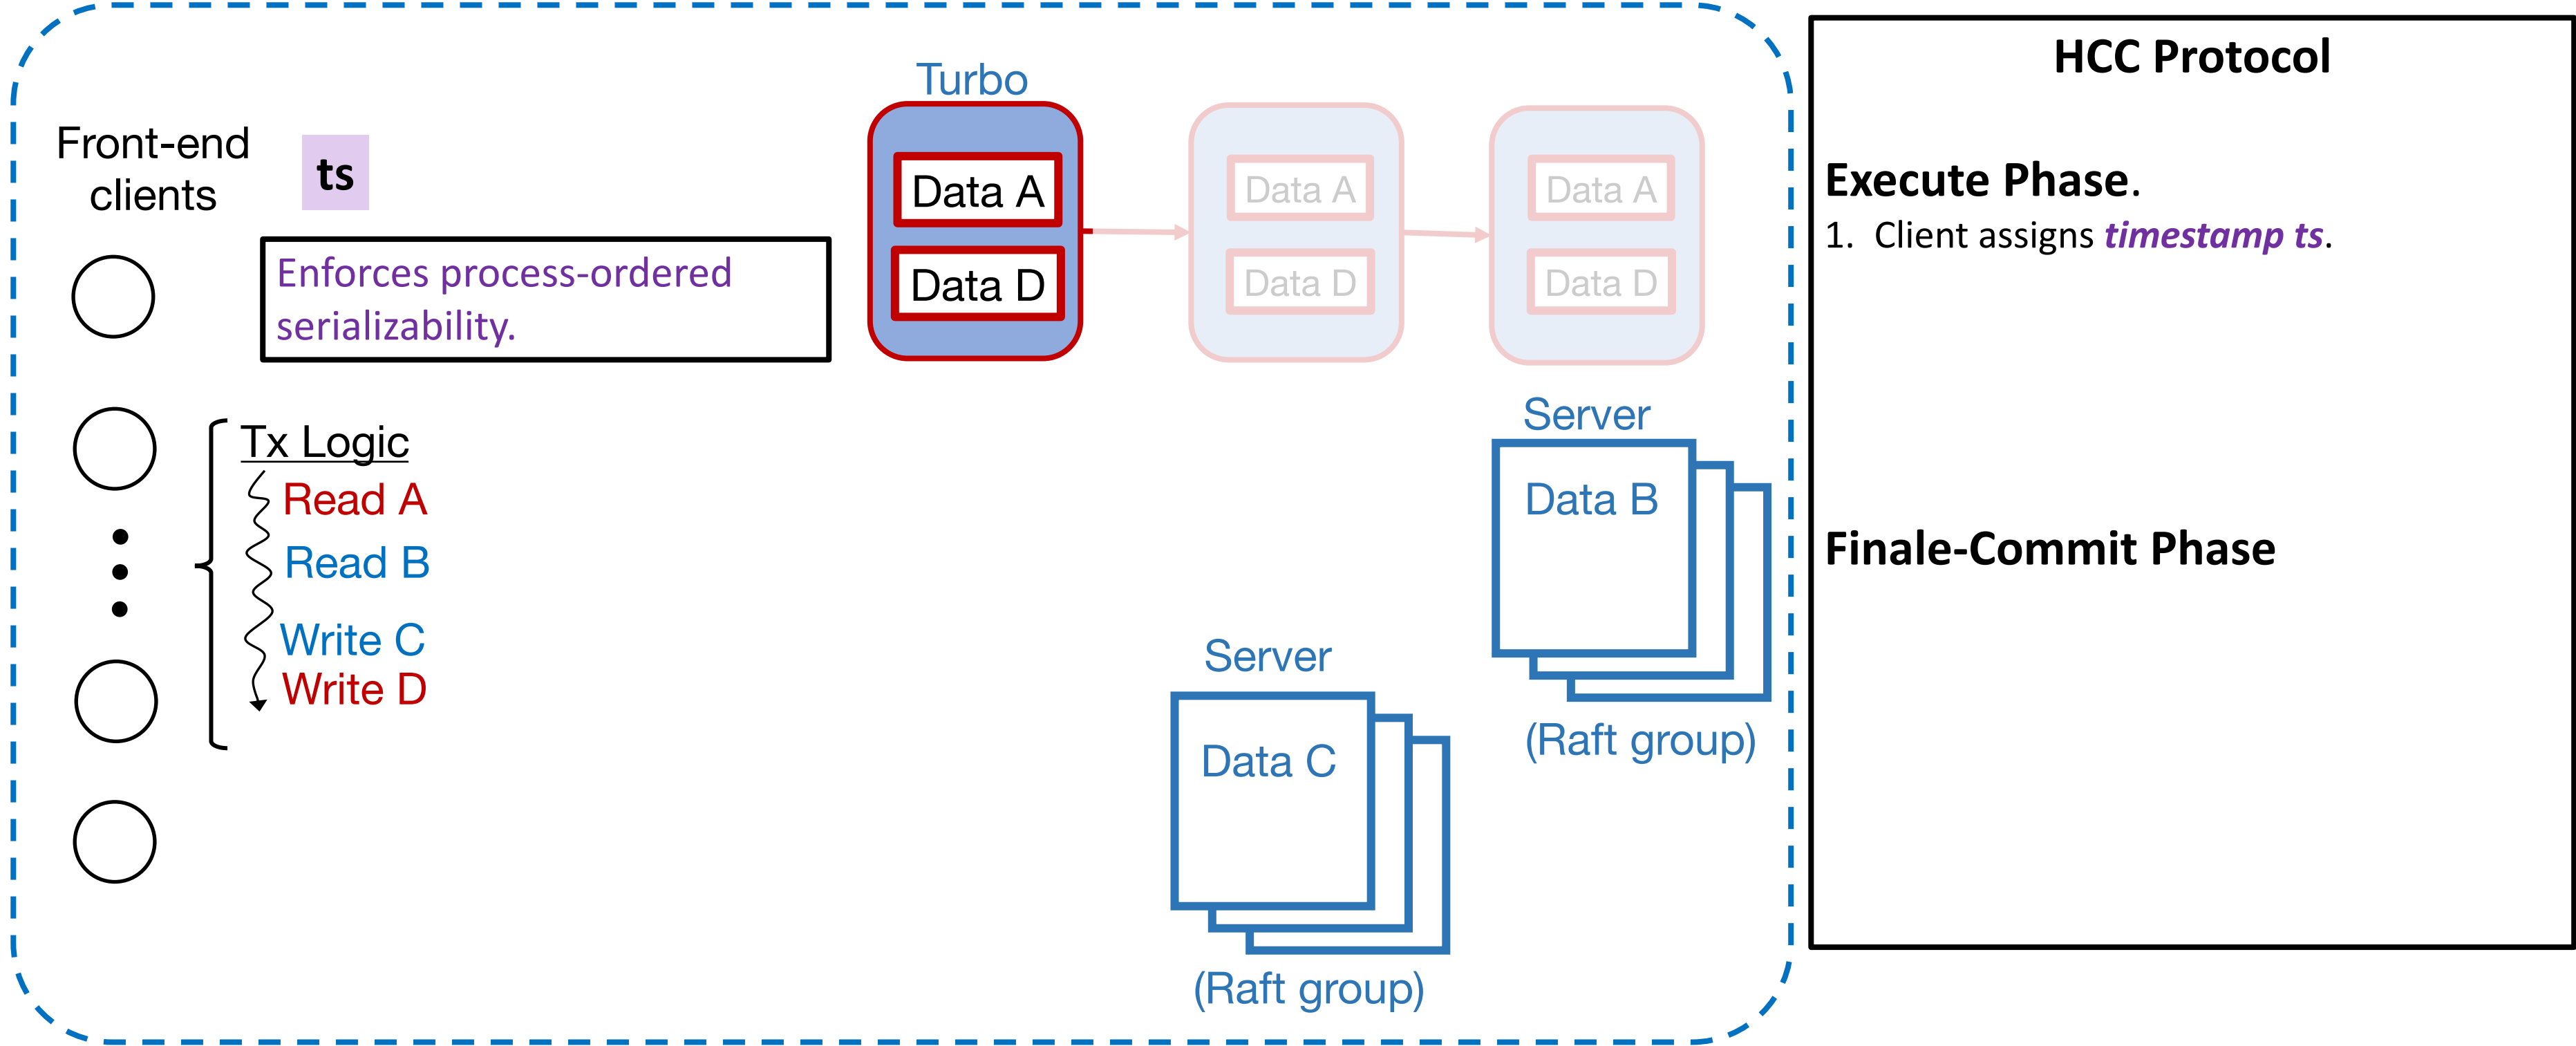 Front-end
clients
ts
Enforces process-ordered
serializability.
Tx Logic
Read A
Read B
Write C
Write D
Turbo
Data A
Data D
Data A
Data D
Data A
Data D
Server
Data B
(Raft group)
Server
Data C
(Raft group)
HCC Protocol
Execute Phase.
1. Client assigns timestamp ts.
Finale-Commit Phase